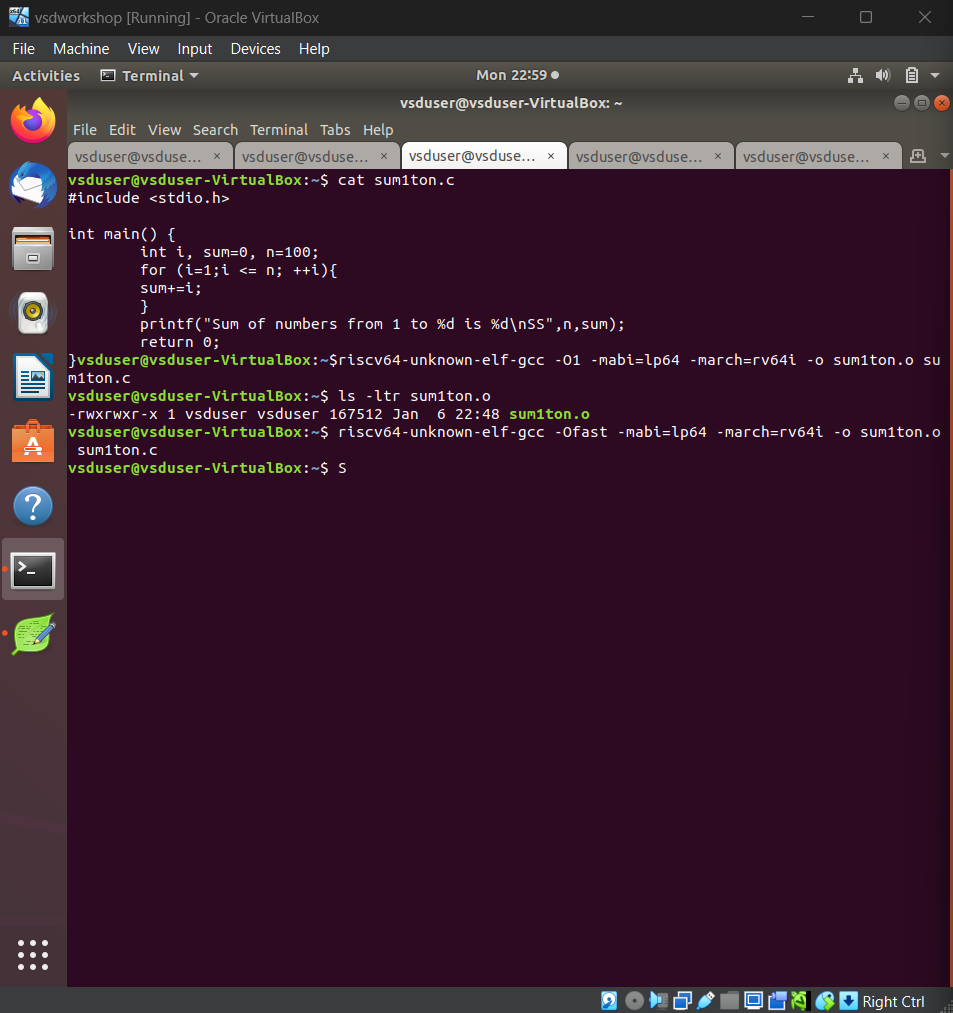 vsdworkshop [Running] - Oracle VirtualBox
File Machine View Input Devices Help
Activities Terminal Mon 22:59
vsduser@vsduser-VirtualBox: ~
File Edit View Search Terminal Tabs Help
vsduser@vsduse... × vsduser@vsduse... × vsduser@vsduse... × vsduser@vsduse... × vsduser@vsduse... ×
vsduser@vsduser-VirtualBox:~$ cat sum1ton.c
#include <stdio.h>
int main() {
int i, sum=0, n=100;
for (i=1;i <= n; ++i){
sum+=i;
}
printf("Sum of numbers from 1 to %d is %d\nSS",n,sum);
return 0;
}vsduser@vsduser-VirtualBox:~$riscv64-unknown-elf-gcc -O1 -mabi=lp64 -march=rv64i -o sum1ton.o su
m1ton.c
vsduser@vsduser-VirtualBox:~$ ls -ltr sum1ton.o
-rwxrwxr-x 1 vsduser vsduser 167512 Jan  6 22:48 sum1ton.o
vsduser@vsduser-VirtualBox:~$ riscv64-unknown-elf-gcc -Ofast -mabi=lp64 -march=rv64i -o sum1ton.o
sum1ton.c
vsduser@vsduser-VirtualBox:~$ S
Right Ctrl